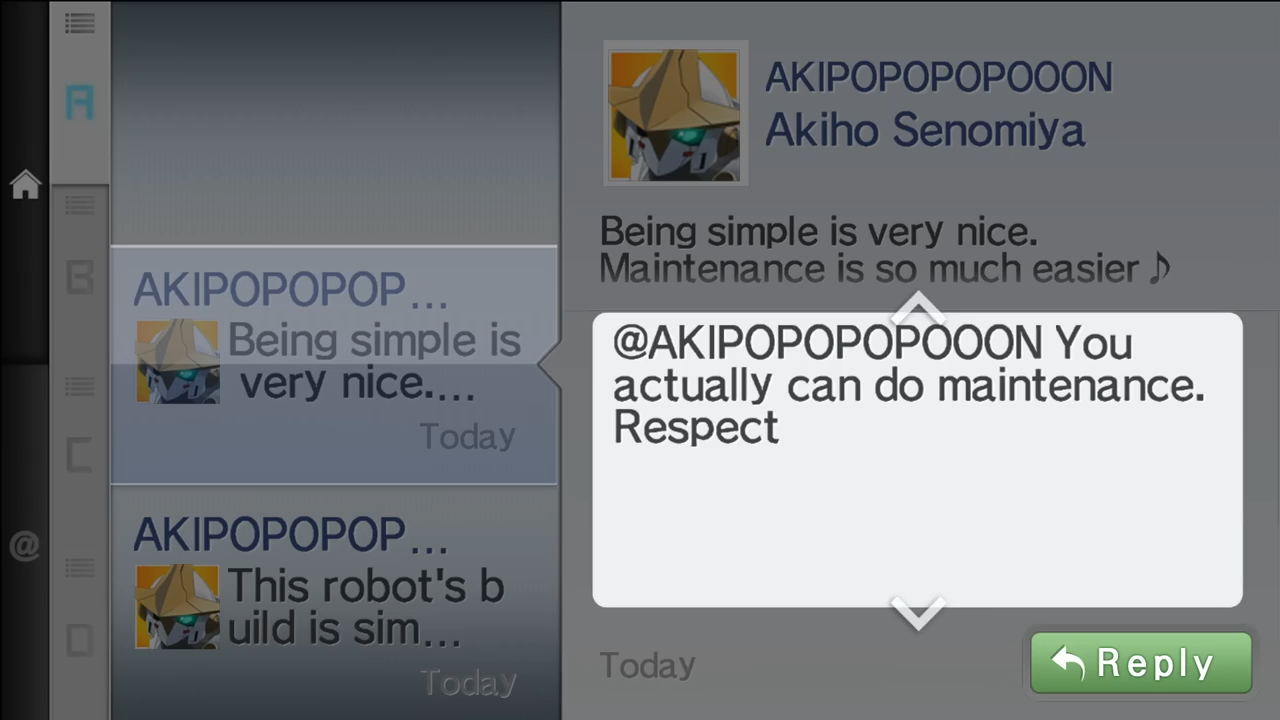 A
B
C
D
@
AKIPOPOPOP...
Being simple is
very nice....
Today
AKIPOPOPOP...
This robot's b
uild is sim...
Today
AKIPOPOPOPOOON
Akiho Senomiya
Being simple is very nice.
Maintenance is so much easier♪
@AKIPOPOPOPOOON You
actually can do maintenance.
Respect
Today
Reply